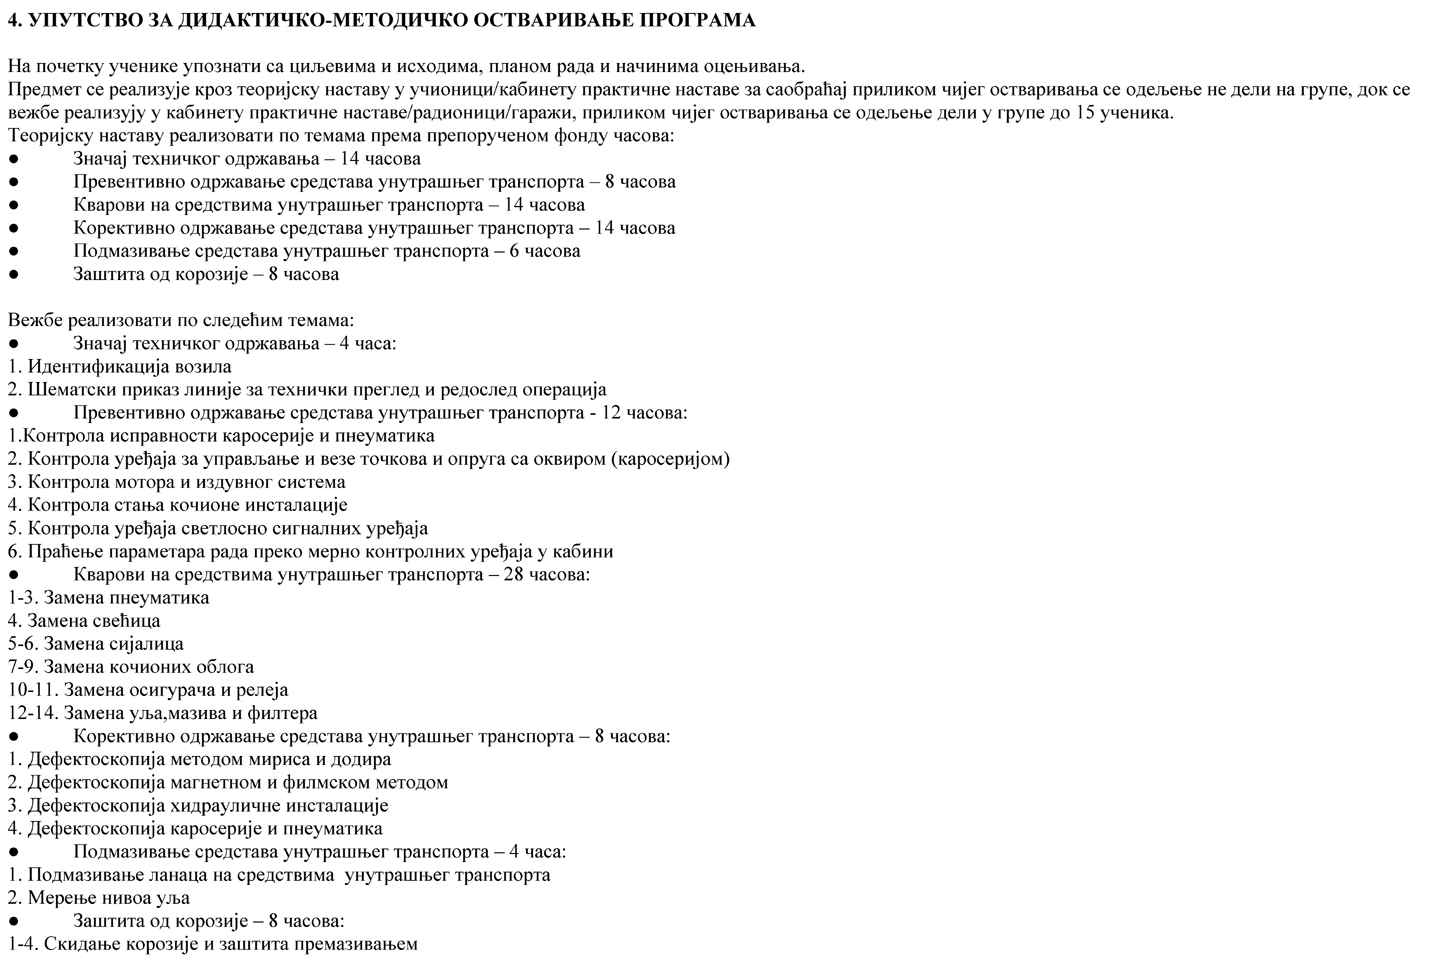 4. УПУТСТВО ЗА ДИДАКТИЧКО-МЕТОДИЧКО ОСТВАРИВАЊЕ ПРОГРАМА
На почетку ученике упознати са циљевима и исходима, планом рада и начинима оцењивања.
Предмет се реализује кроз теоријску наставу у учионици/кабинету практичне наставе за саобраћај приликом чијег остваривања се одељење не дели на групе, док се
вежбе реализују у кабинету практичне наставе/радионици/гаражи, приликом чијег остваривања се одељење дели у групе до 15 ученика.
Теоријску наставу реализовати по темама према препорученом фонду часова:
● Значај техничког одржавања – 14 часова
● Превентивно одржавање средстава унутрашњег транспорта – 8 часова
● Кварови на средствима унутрашњег транспорта – 14 часова
● Корективно одржавање средстава унутрашњег транспорта – 14 часова
● Подмазивање средстава унутрашњег транспорта – 6 часова
● Заштита од корозије – 8 часова
Вежбе реализовати по следећим темама:
● Значај техничког одржавања – 4 часа:
1. Идентификација возила
2. Шематски приказ линије за технички преглед и редослед операција
● Превентивно одржавање средстава унутрашњег транспорта - 12 часова:
1.Контрола исправности каросерије и пнеуматика
2. Контрола уређаја за управљање и везе точкова и опруга са оквиром (каросеријом)
3. Контрола мотора и издувног система
4. Контрола стања кочионе инсталације
5. Контрола уређаја светлосно сигналних уређаја
6. Праћење параметара рада преко мерно контролних уређаја у кабини
● Кварови на средствима унутрашњег транспорта – 28 часова:
1-3. Замена пнеуматика
4. Замена свећица
5-6. Замена сијалица
7-9. Замена кочионих облога
10-11. Замена осигурача и релеја
12-14. Замена уља,мазива и филтера
● Корективно одржавање средстава унутрашњег транспорта – 8 часова:
1. Дефектоскопија методом мириса и додира
2. Дефектоскопија магнетном и филмском методом
3. Дефектоскопија хидрауличне инсталације
4. Дефектоскопија каросерије и пнеуматика
● Подмазивање средстава унутрашњег транспорта – 4 часа:
1. Подмазивање ланаца на средствима  унутрашњег транспорта
2. Мерење нивоа уља
● Заштита од корозије – 8 часова:
1-4. Скидање корозије и заштита премазивањем